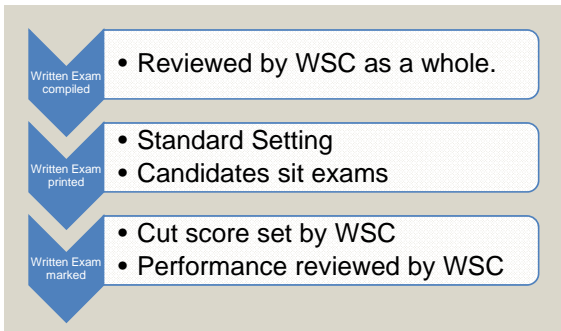 Written Exam
compiled
• Reviewed by WSC as a whole.
Written Exam
printed
• Standard Setting
• Candidates sit exams
Written Exam
marked
• Cut score set by WSC
• Performance reviewed by WSC